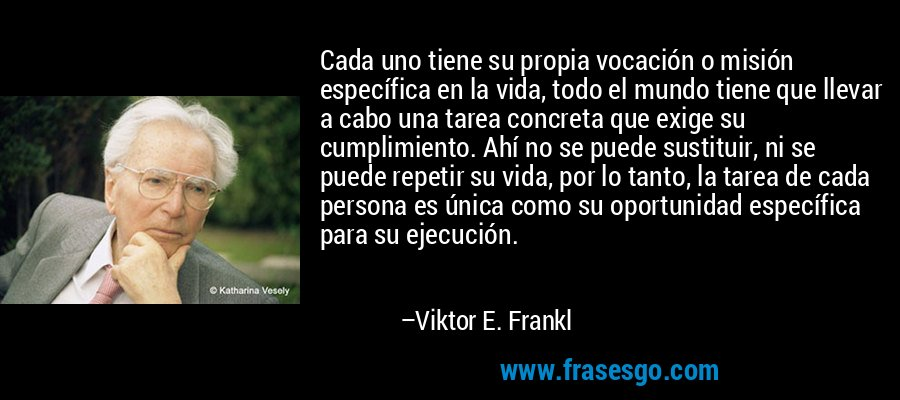 Cada uno tiene su propia vocación o misión
específica en la vida, todo el mundo tiene que llevar
a cabo una tarea concreta que exige su
cumplimiento. Ahí no se puede sustituir, ni se
puede repetir su vida, por lo tanto, la tarea de cada
persona es única como su oportunidad específica
para su ejecución.
© Katharina Vesely
–Viktor E. Frankl
www.frasesgo.com